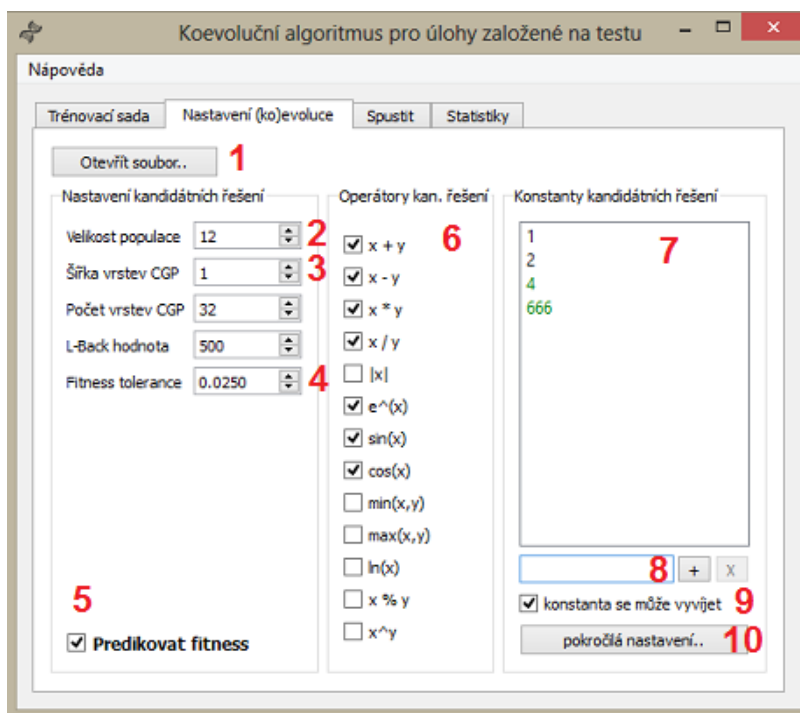 Koevoluční algoritmus pro úlohy založené na testu
Nápověda
Trénovací sada Nastavení (ko)evoluce Spustit Statistiky
Otevřít soubor.. 1
Nastavení kandidátních řešení
Velikost populace 12 2
Šířka vrstev CGP 1 3
Počet vrstev CGP 32
L-Back hodnota 500
Fitness tolerance 0.0250 4
5
Predikovat fitness
Operátory kan. řešení
6
x + y
x - y
x * y
x / y
|x|
e^(x)
sin(x)
cos(x)
min(x,y)
max(x,y)
ln(x)
x % y
x^y
Konstanty kandidátních řešení
1 7
2
4
666
8 + X
konstanta se může vyvíjet 9
pokročilá nastavení.. 10